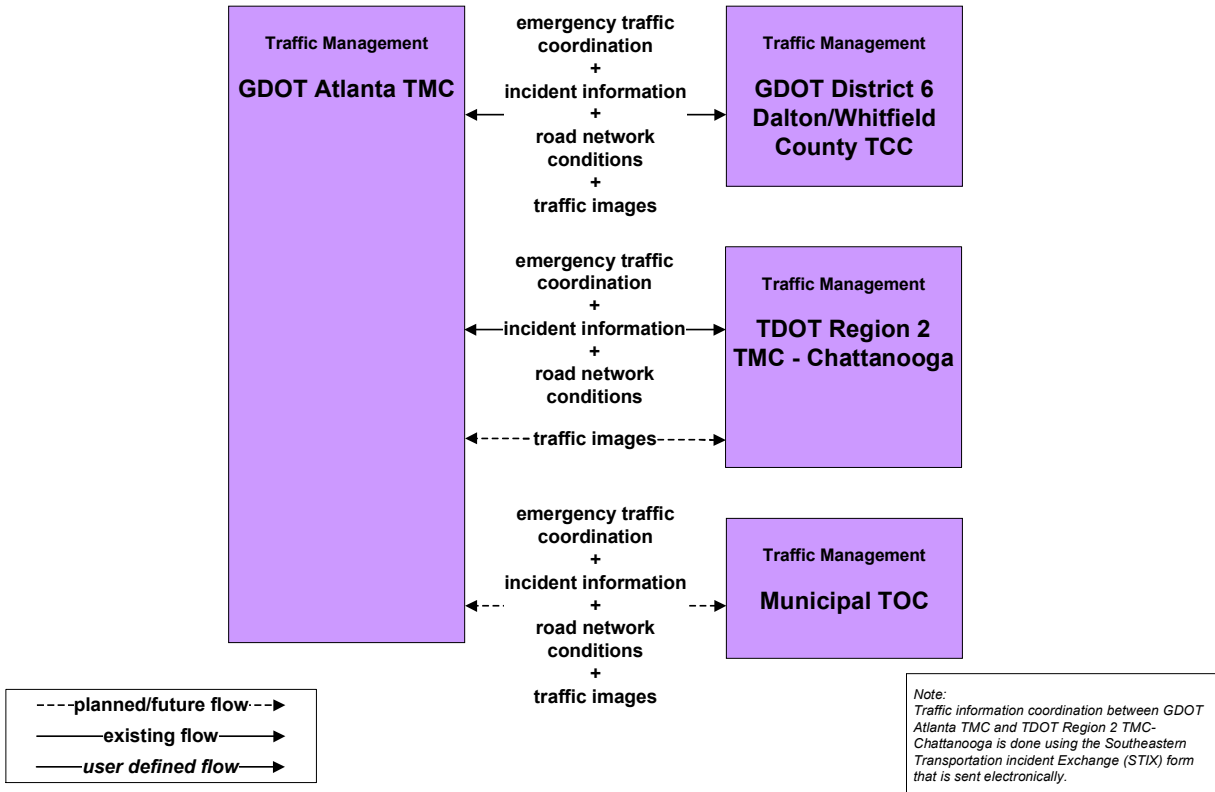 Traffic Management
GDOT Atlanta TMC
emergency traffic
coordination
+
incident information
+
road network
conditions
+
traffic images
Traffic Management
GDOT District 6
Dalton/Whitfield
County TCC
emergency traffic
coordination
+
incident information
+
road network
conditions
traffic images
Traffic Management
TDOT Region 2
TMC - Chattanooga
emergency traffic
coordination
+
incident information
+
road network
conditions
+
traffic images
Traffic Management
Municipal TOC
planned/future flow
existing flow
user defined flow
Note:
Traffic information coordination between GDOT
Atlanta TMC and TDOT Region 2 TMC-
Chattanooga is done using the Southeastern
Transportation incident Exchange (STIX) form
that is sent electronically.